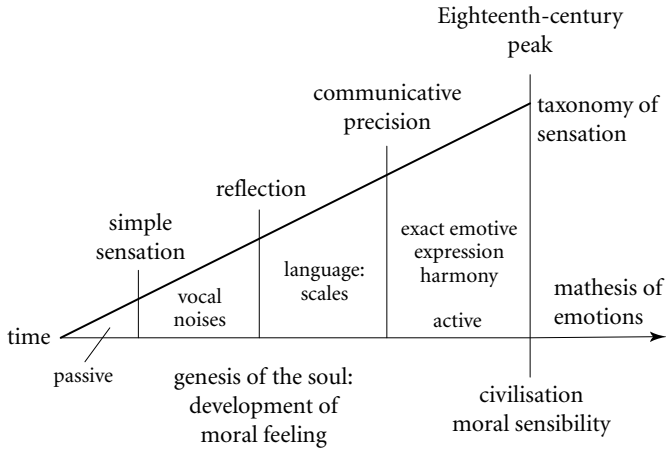 Eighteenth-century
peak
communicative
precision
taxonomy of
sensation
reflection
simple
sensation
exact emotive
expression
harmony
language:
scales
vocal
noises
active
mathesis of
emotions
time
passive
genesis of the soul:
development of
moral feeling
civilisation
moral sensibility